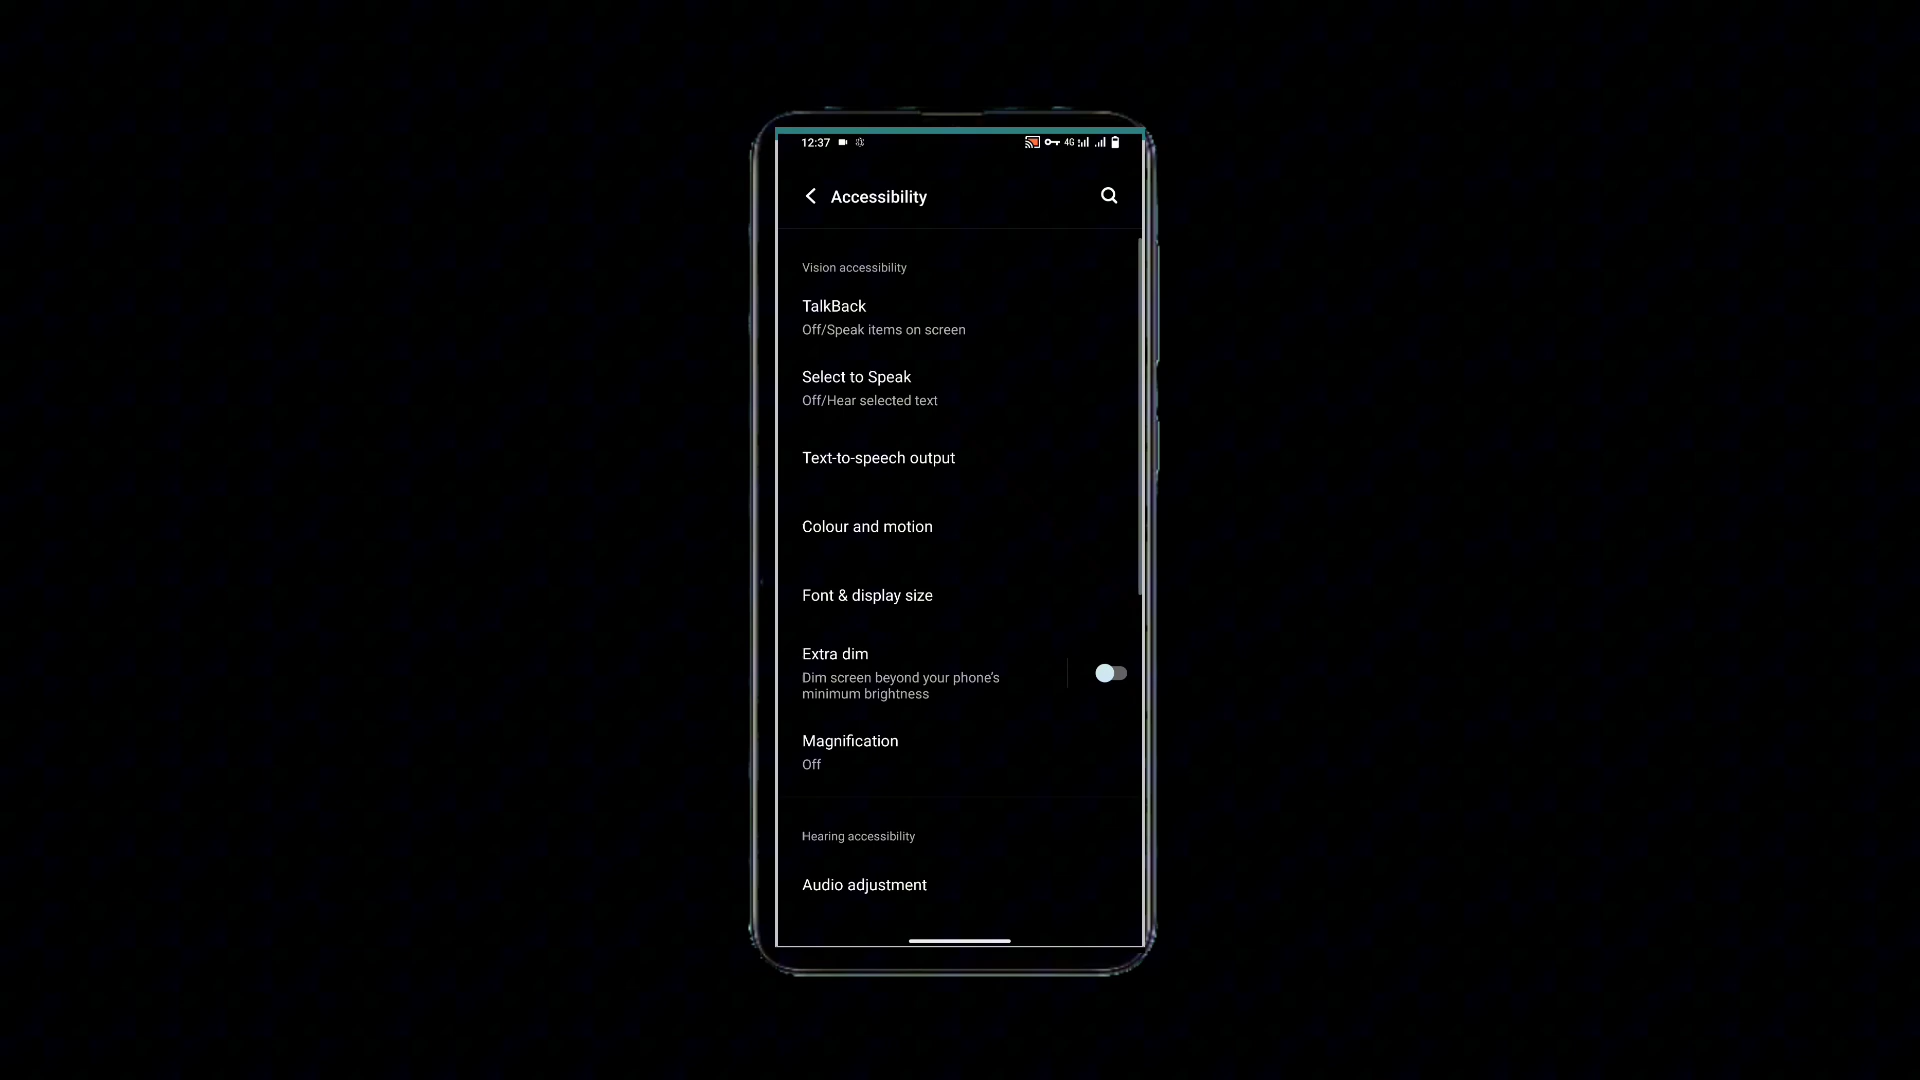 12:37
4G
Accessibility
Vision accessibility
TalkBack
Off/Speak items on screen
Select to Speak
Off/Hear selected text
Text-to-speech output
Colour and motion
Font & display size
Extra dim
Dim screen beyond your phone's
minimum brightness
Magnification
Off
Hearing accessibility
Audio adjustment